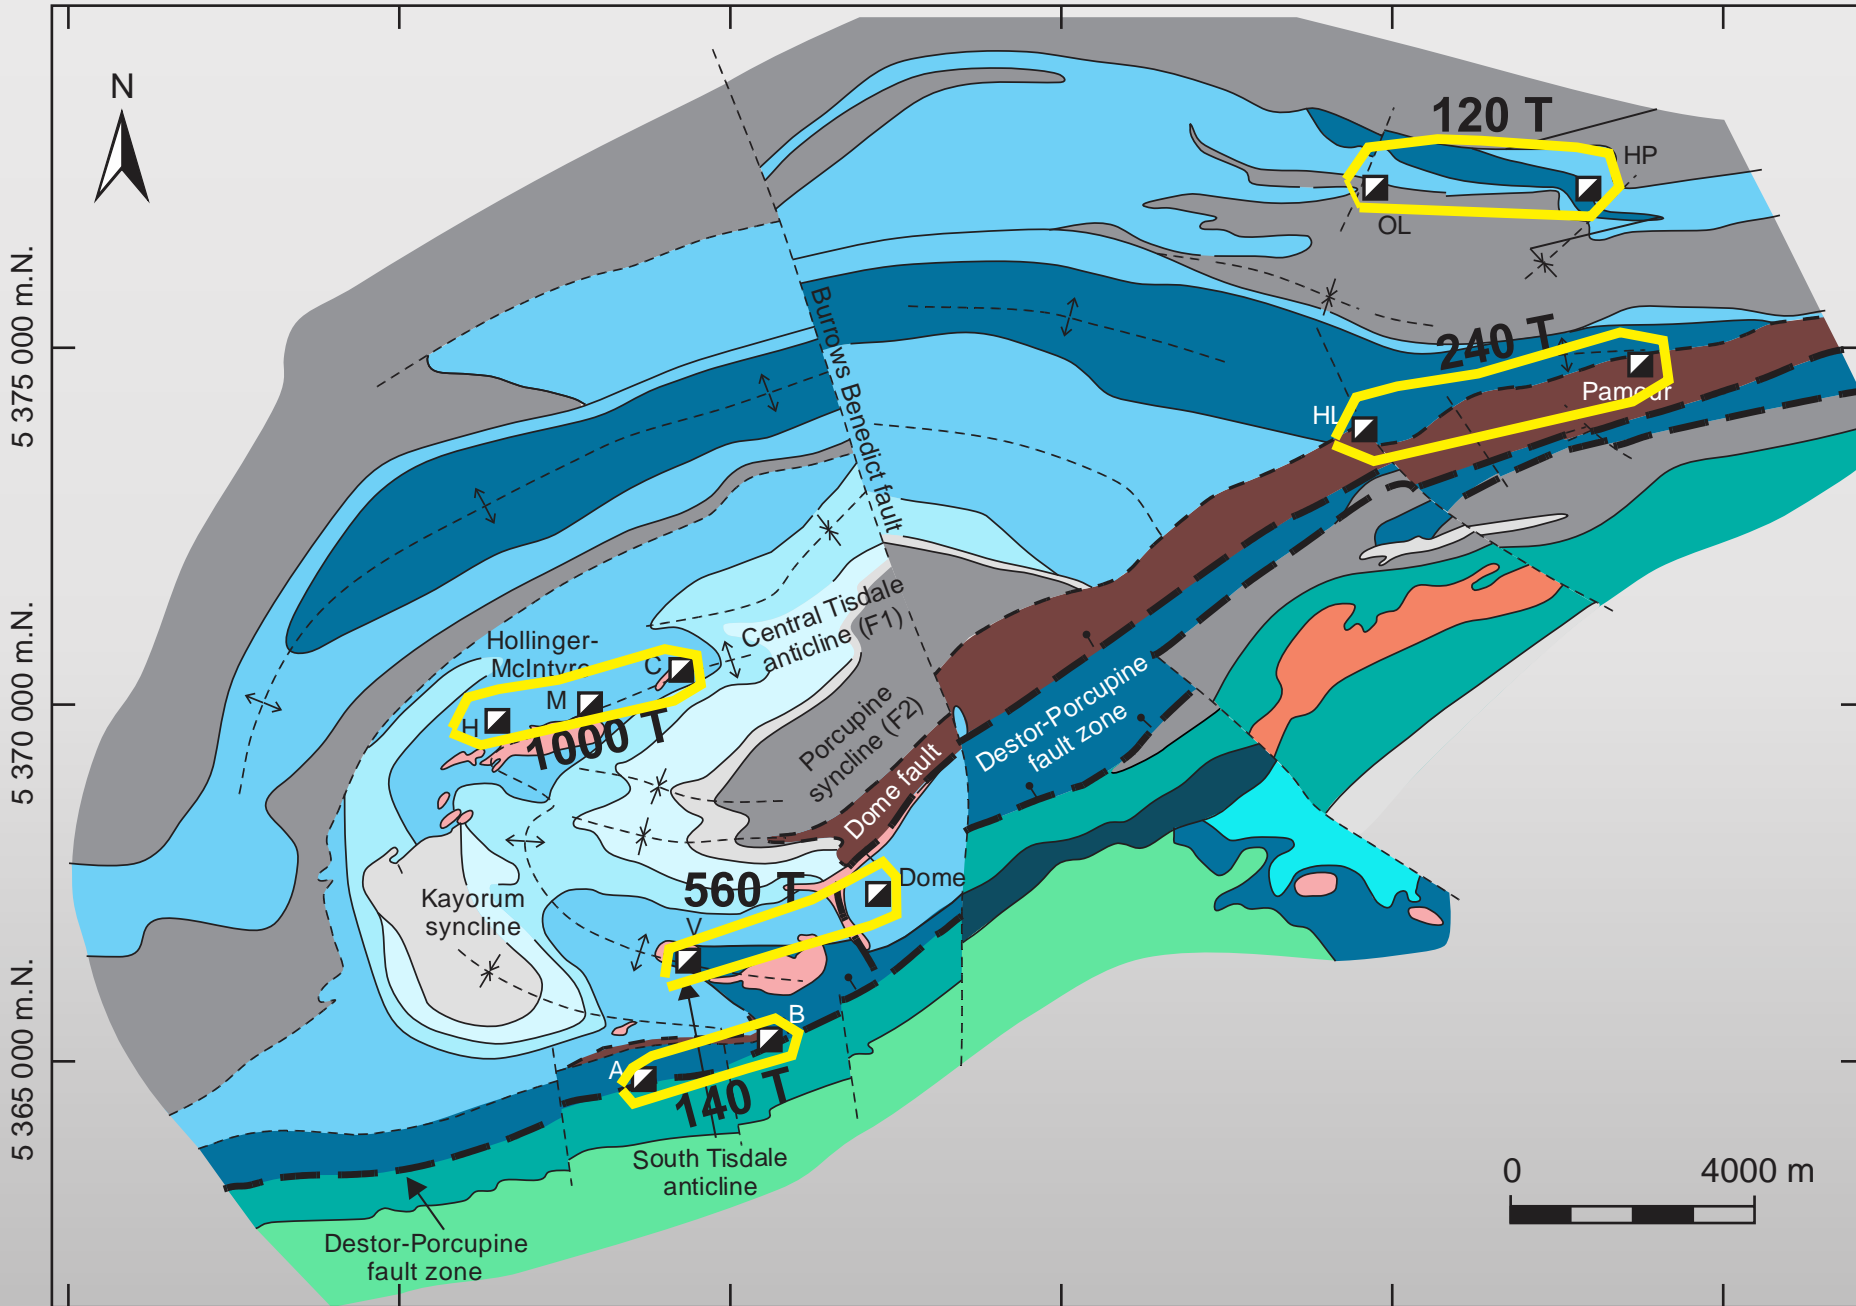 N
120 T
HP
OL
5 375 000 m.N.
Burrows Benedict fault
240 T
HL
Pamour
Central Tisdale
anticline (F1)
Hollinger-
McIntyre
C
M
H
1000 T
5 370 000 m.N.
Porcupine
syncline (F2)
Dome fault
Destor-Porcupine
fault zone
560 T
Dome
Kayorum
syncline
V
B
A
140 T
5 365 000 m.N.
South Tisdale
anticline
Destor-Porcupine
fault zone
0 4000 m